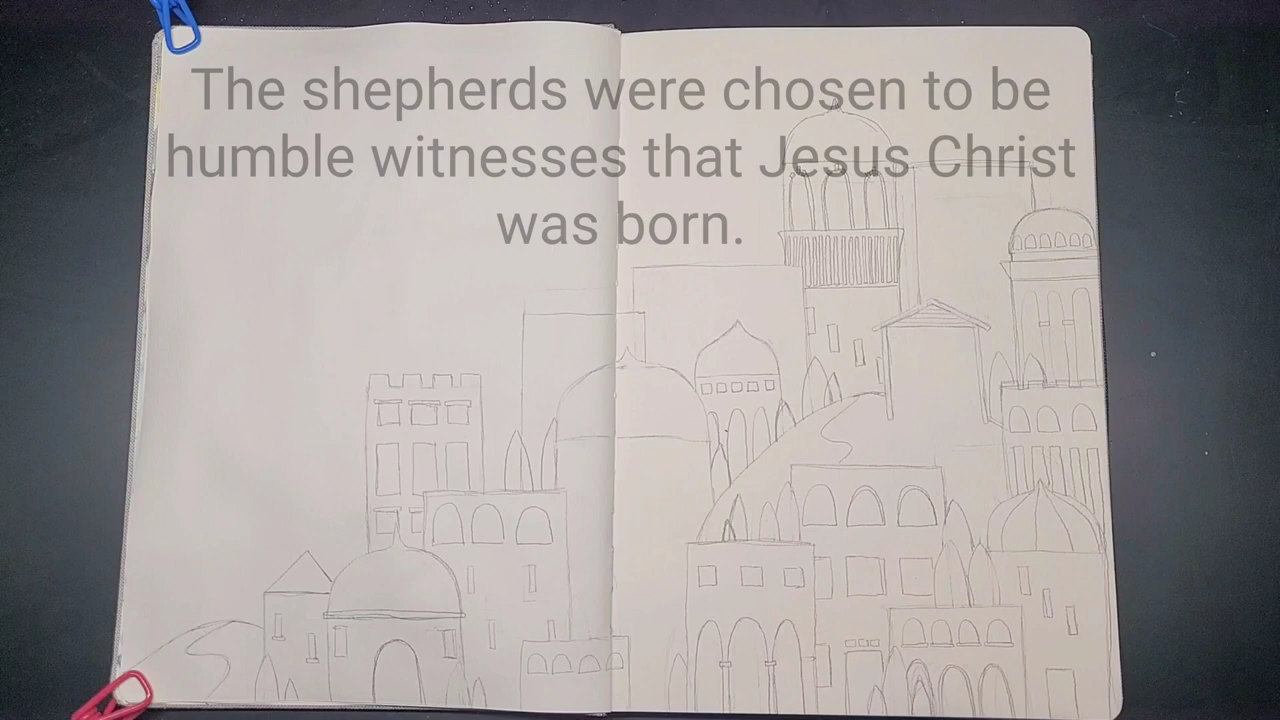 The shepherds were chosen to be
humble witnesses that Jesus Christ
was born.